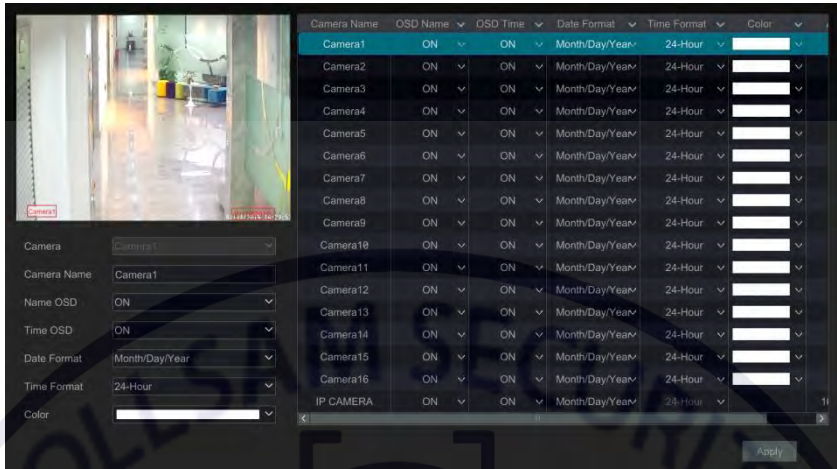 Camera1
Camera Camera1
Camera Name Camera1
Name OSD ON
Time OSD ON
Date Format Month/Day/Year
Time Format 24-Hour
Color
Camera Name OSD Name OSD Time Date Format Time Format Color
Camera1 ON ON Month/Day/Year 24-Hour
Camera2 ON ON Month/Day/Year 24-Hour
Camera3 ON ON Month/Day/Year 24-Hour
Camera4 ON ON Month/Day/Year 24-Hour
Camera5 ON ON Month/Day/Year 24-Hour
Camera6 ON ON Month/Day/Year 24-Hour
Camera7 ON ON Month/Day/Year 24-Hour
Camera8 ON ON Month/Day/Year 24-Hour
Camera9 ON ON Month/Day/Year 24-Hour
Camera10 ON ON Month/Day/Year 24-Hour
Camera11 ON ON Month/Day/Year 24-Hour
Camera12 ON ON Month/Day/Year 24-Hour
Camera13 ON ON Month/Day/Year 24-Hour
Camera14 ON ON Month/Day/Year 24-Hour
Camera15 ON ON Month/Day/Year 24-Hour
Camera16 ON ON Month/Day/Year 24-Hour
IP CAMERA ON ON Month/Day/Year 24-Hour
Apply